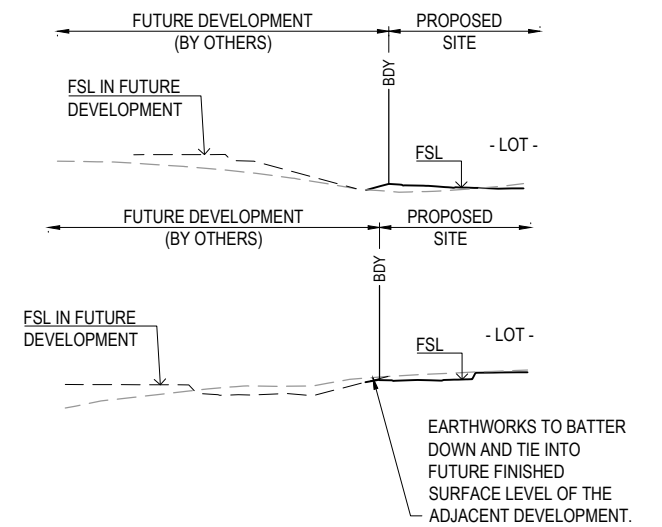 FUTURE DEVELOPMENT
(BY OTHERS)
PROPOSED
SITE
BDY
FSL IN FUTURE
DEVELOPMENT
FSL
- LOT -
FUTURE DEVELOPMENT
(BY OTHERS)
PROPOSED
SITE
BDY
FSL IN FUTURE
DEVELOPMENT
FSL
- LOT -
EARTHWORKS TO BATTER
DOWN AND TIE INTO
FUTURE FINISHED
SURFACE LEVEL OF THE
ADJACENT DEVELOPMENT.